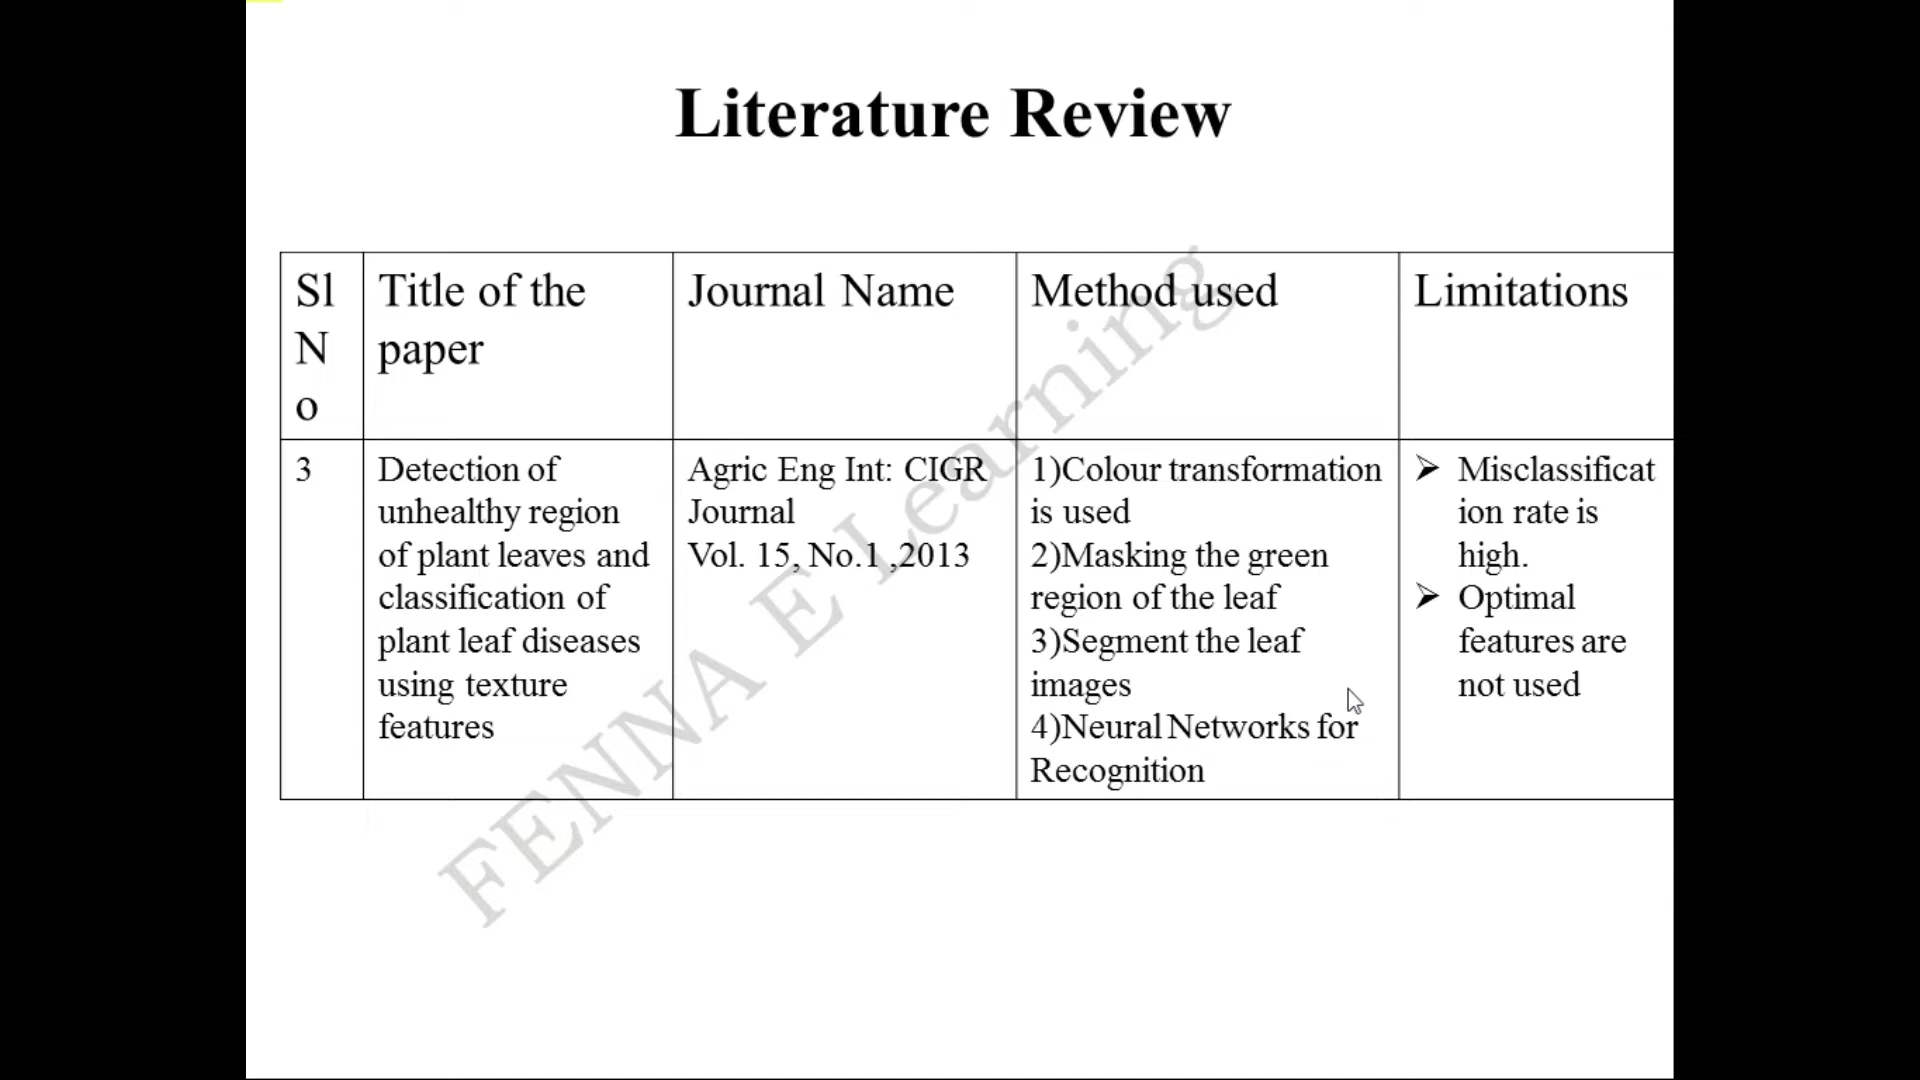 Literature Review
Sl
N
o
Title of the
paper
Journal Name
Method used
Limitations
3
Detection of
unhealthy region
of plant leaves and
classification of
plant leaf diseases
using texture
features
Agric Eng Int: CIGR
Journal
Vol. 15, No.1 ,2013
1)Colour transformation
is used
2)Masking the green
region of the leaf
3)Segment the leaf
images
4)Neural Networks for
Recognition
➢ Misclassificat
ion rate is
high.
➢ Optimal
features are
not used
FENNA E Learning